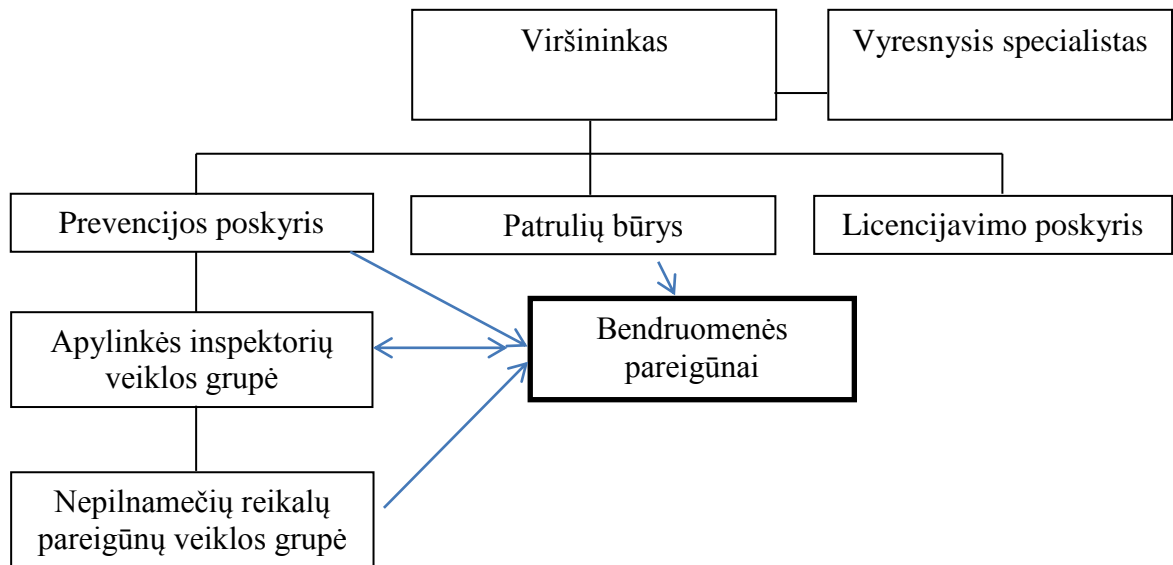 Viršininkas
Vyresnysis specialistas
Prevencijos poskyris
Patrulių būrys
Licencijavimo poskyris
Apylinkės inspektorių
veiklos grupė
Bendruomenės
pareigūnai
Nepilnamečių reikalų
pareigūnų veiklos grupė